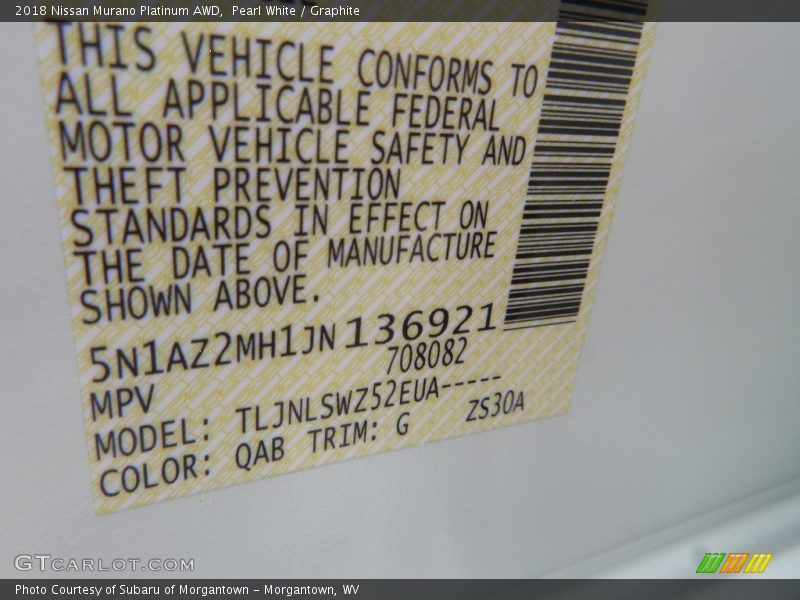 2018 Nissan Murano Platinum AWD,  Pearl White / Graphite
THIS VEHICLE CONFORMS TO
ALL APPLICABLE FEDERAL
MOTOR VEHICLE SAFETY AND
THEFT PREVENTION
STANDARDS IN EFFECT ON
THE DATE OF MANUFACTURE
SHOWN ABOVE.
5N1AZ2MH1JN136921
708082
MPV
MODEL: TLJNLSWZ52EUA-----
COLOR: QAB TRIM: G ZS30A
GTCARLOT.COM
Photo Courtesy of Subaru of Morgantown - Morgantown, WV